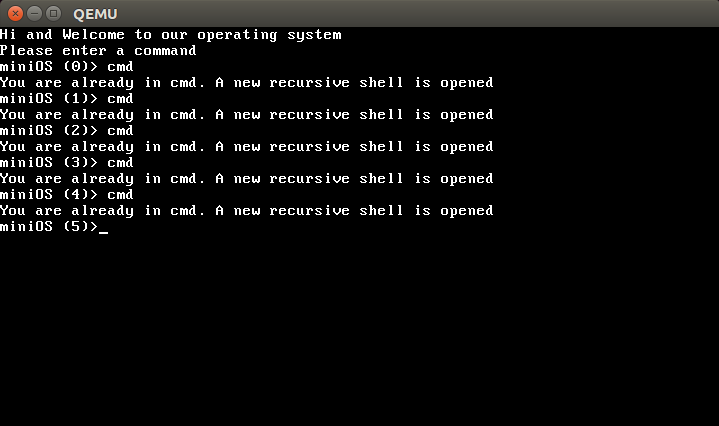 QEMU
Hi and Welcome to our operating system
Please enter a command
miniOS (0)> cmd
You are already in cmd. A new recursive shell is opened
miniOS (1)> cmd
You are already in cmd. A new recursive shell is opened
miniOS (2)> cmd
You are already in cmd. A new recursive shell is opened
miniOS (3)> cmd
You are already in cmd. A new recursive shell is opened
miniOS (4)> cmd
You are already in cmd. A new recursive shell is opened
miniOS (5)>_